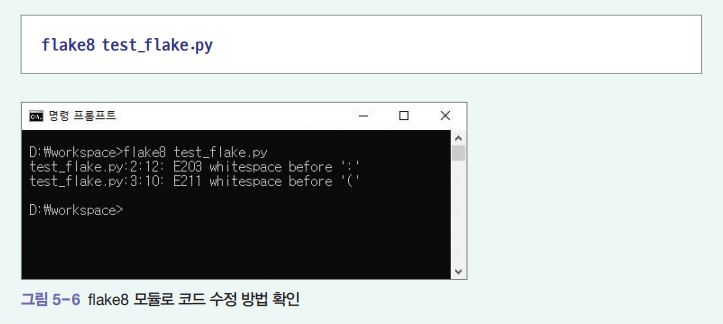 flake8 test_flake.py
명령 프롬프트
D:₩workspace>flake8 test_flake.py
test_flake.py:2:12: E203 whitespace before ':'
test_flake.py:3:10: E211 whitespace before '('
D:₩workspace>
그림 5-6 flake8 모듈로 코드 수정 방법 확인